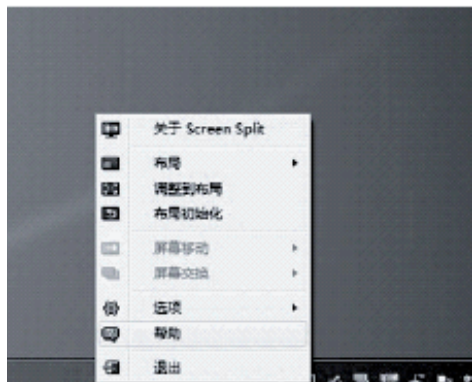 关于 Screen Split
布局
调整到布局
布局初始化
屏幕移动
屏幕交换
选项
帮助
退出